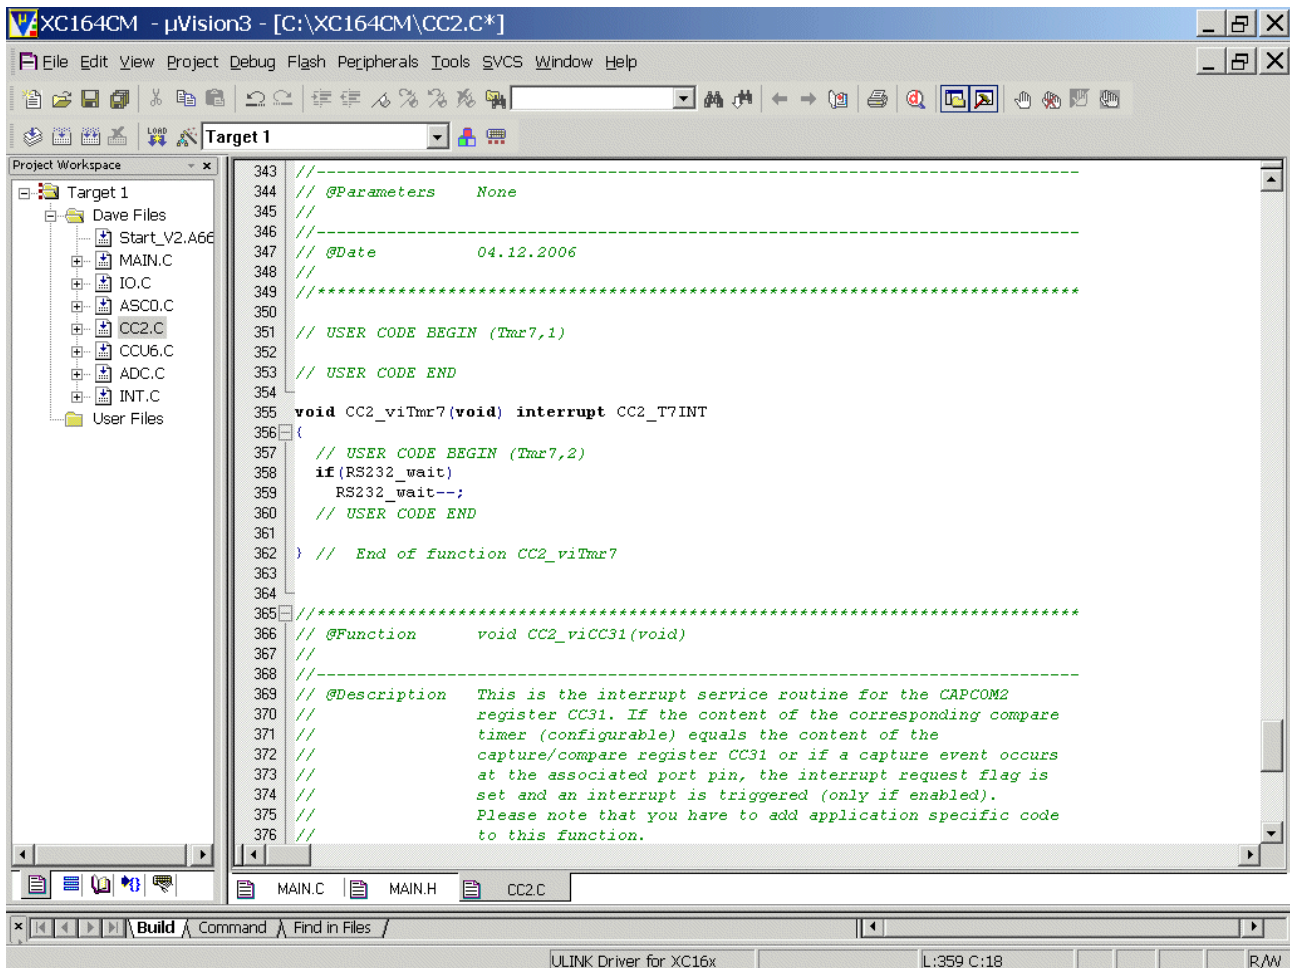 XC164CM - µVision3 - [C:\XC164CM\CC2.C*]
File Edit View Project Debug Flash Peripherals Tools SVCS Window Help
LOAD
Target 1
Project Workspace
Target 1
Dave Files
Start_V2.A66
MAIN.C
IO.C
ASC0.C
CC2.C
CCU6.C
ADC.C
INT.C
User Files
343 //----------------------------------------------------------------------------
344 // @Parameters    None
345 //
346 //----------------------------------------------------------------------------
347 // @Date          04.12.2006
348 //
349 //****************************************************************************
350
351 // USER CODE BEGIN (Tmr7,1)
352
353 // USER CODE END
354
355 void CC2_viTmr7(void) interrupt CC2_T7INT
356 {
357   // USER CODE BEGIN (Tmr7,2)
358   if(RS232_wait)
359     RS232_wait--;
360   // USER CODE END
361
362 } //  End of function CC2_viTmr7
363
364
365 //****************************************************************************
366 // @Function      void CC2_viCC31(void)
367 //
368 //----------------------------------------------------------------------------
369 // @Description   This is the interrupt service routine for the CAPCOM2
370 //                register CC31. If the content of the corresponding compare
371 //                timer (configurable) equals the content of the
372 //                capture/compare register CC31 or if a capture event occurs
373 //                at the associated port pin, the interrupt request flag is
374 //                set and an interrupt is triggered (only if enabled).
375 //                Please note that you have to add application specific code
376 //                to this function.
MAIN.C MAIN.H CC2.C
Build Command Find in Files
ULINK Driver for XC16x L:359 C:18 R/W